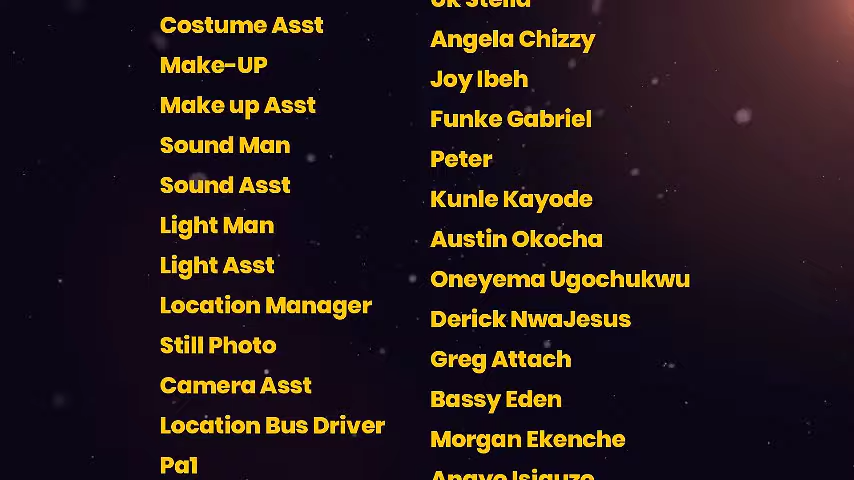 Costume Asst
Angela Chizzy
Make-UP
Joy Ibeh
Make up Asst
Funke Gabriel
Sound Man
Peter
Sound Asst
Kunle Kayode
Light Man
Austin Okocha
Light Asst
Oneyema Ugochukwu
Location Manager
Derick NwaJesus
Still Photo
Greg Attach
Camera Asst
Bassy Eden
Location Bus Driver
Morgan Ekenche
Pa1